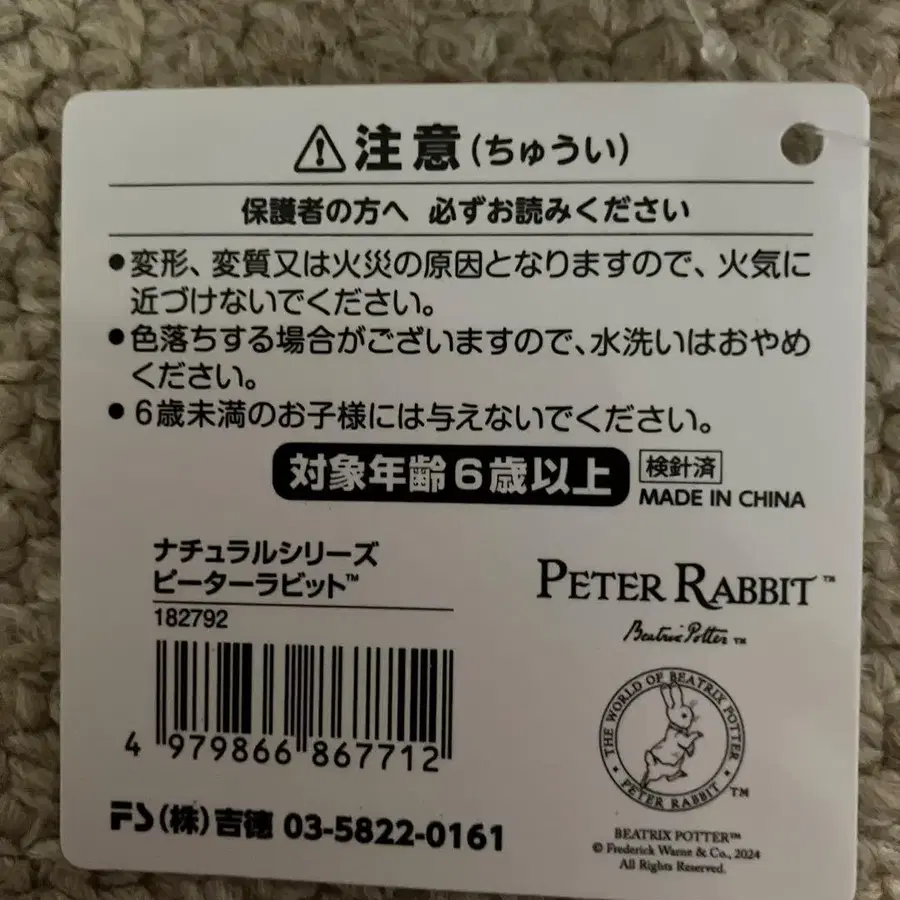 注意(ちゅうい)
保護者の方へ 必ずお読みください
●変形、変質又は火災の原因となりますので、火気に
近づけないでください。
●色落ちする場合がございますので、水洗いはおやめ
ください。
●6歳未満のお子様には与えないでください。
対象年齢6歳以上
検針済
MADE IN CHINA
ナチュラルシリーズ
ピーターラビット™
182792
4 979866 867712
PETER RABBIT™
Beatrix Potter™
THE WORLD OF BEATRIX POTTER
• PETER RABBIT • TM
BEATRIX POTTER™
© Frederick Warne & Co., 2024
All Rights Reserved.
FS(株)吉德 03-5822-0161